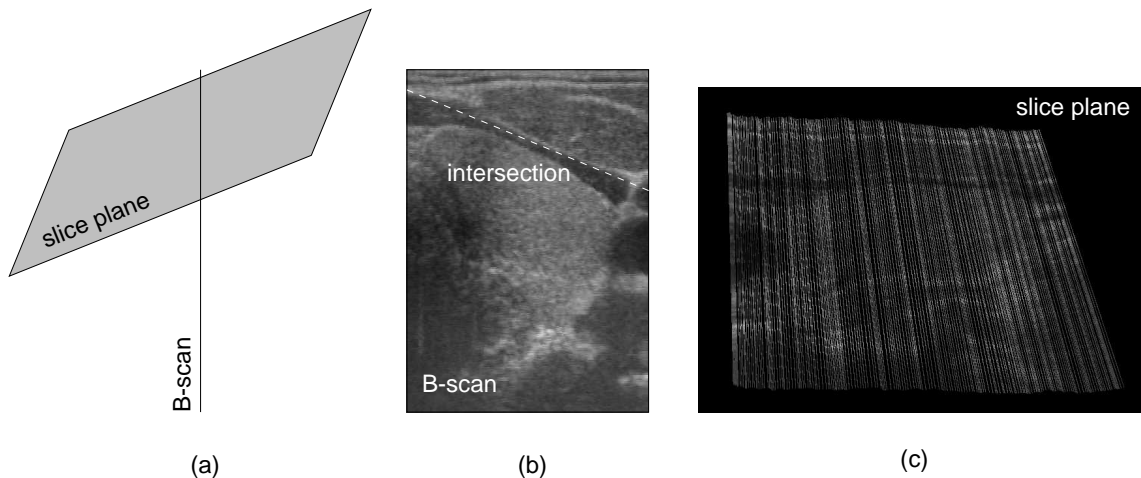 slice plane
B-scan
(a)
intersection
B-scan
(b)
slice plane
(c)